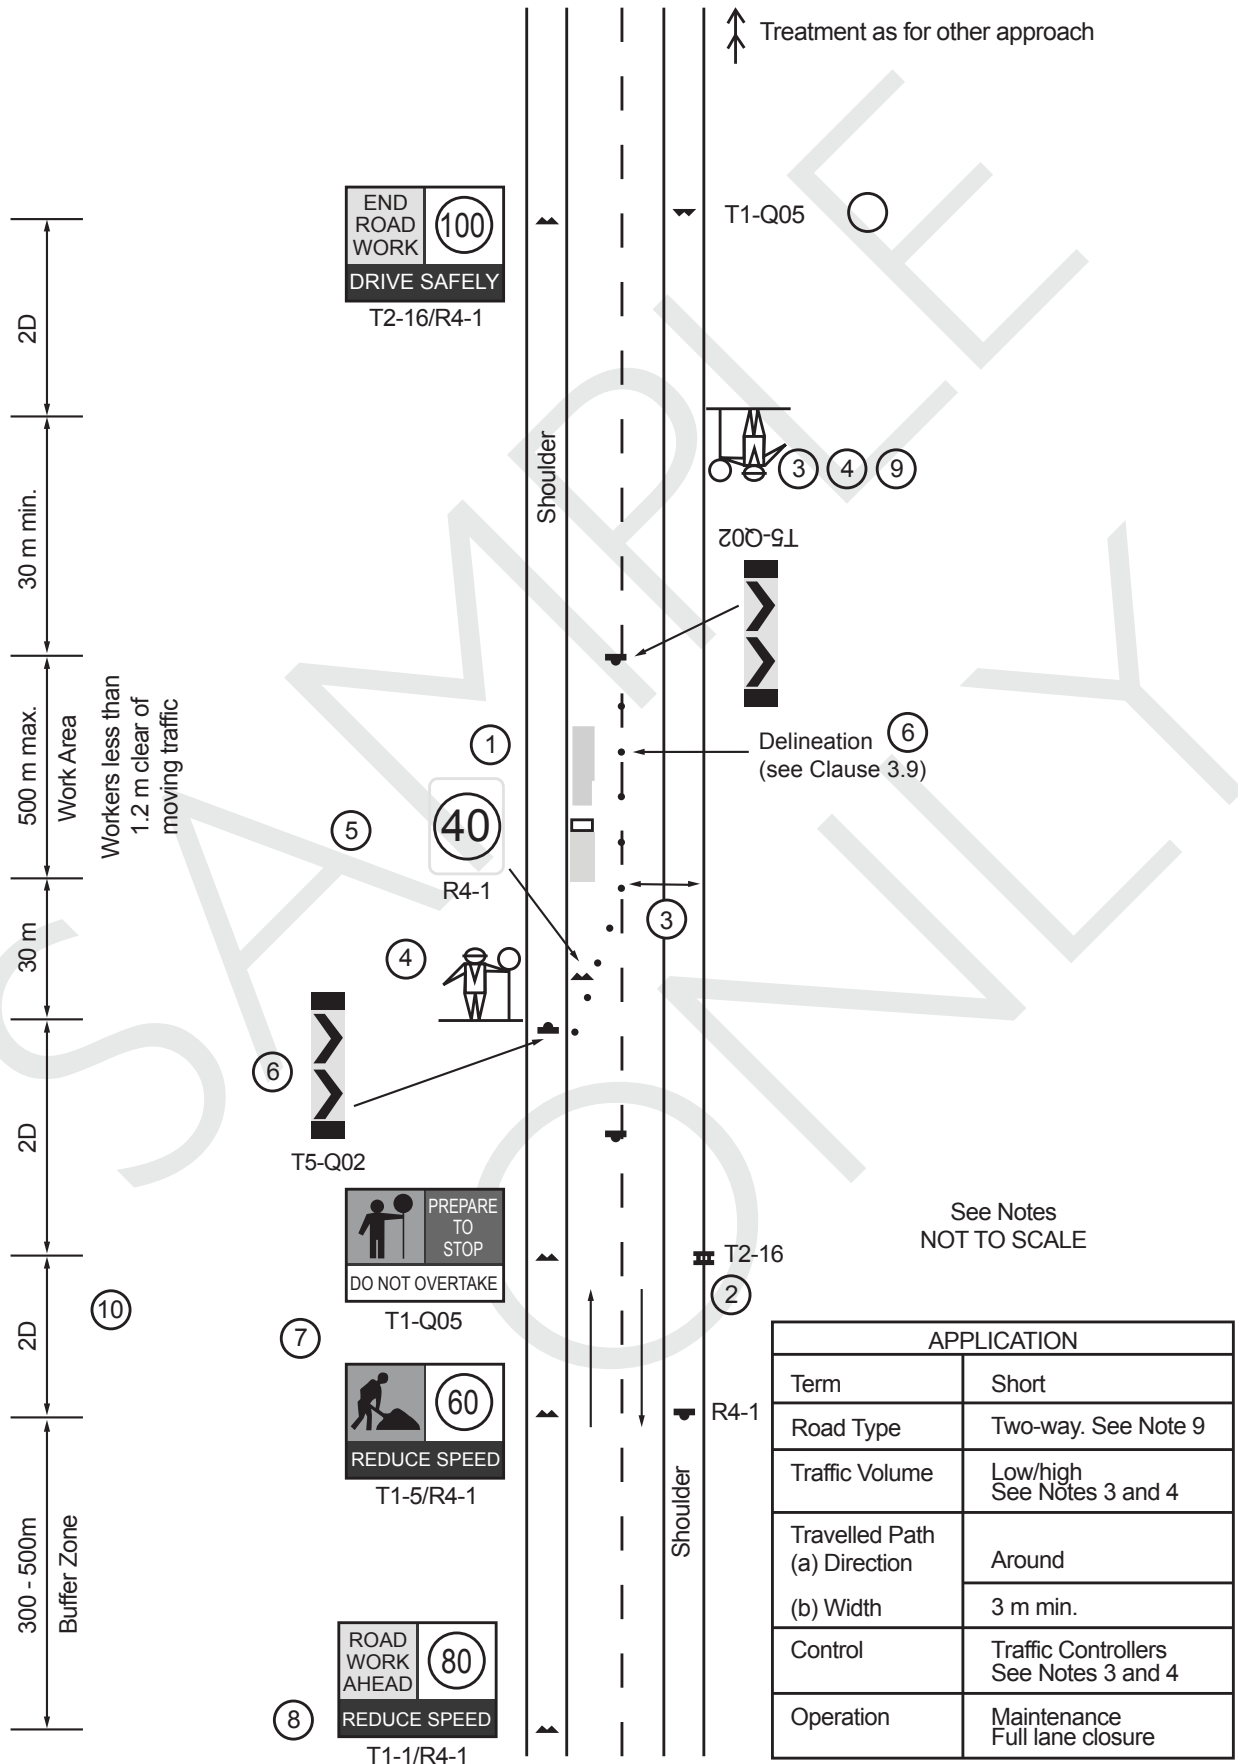 Treatment as for other approach
END
ROAD
WORK
100
DRIVE SAFELY
T2-16/R4-1
T1-Q05
2D
30 m min.
Shoulder
3 4 9
T5-Q02
500 m max.
Work Area
Workers less than
1.2 m clear of
moving traffic
1
Delineation 6
(see Clause 3.9)
5
40
R4-1
3
30 m
4
6
T5-Q02
2D
PREPARE
TO
STOP
DO NOT OVERTAKE
T1-Q05
T2-16
2
See Notes
NOT TO SCALE
10
2D
7
60
REDUCE SPEED
T1-5/R4-1
R4-1
Shoulder
300 - 500m
Buffer Zone
ROAD
WORK
AHEAD
80
REDUCE SPEED
8
T1-1/R4-1
APPLICATION
Term Short
Road Type Two-way. See Note 9
Traffic Volume Low/high
See Notes 3 and 4
Travelled Path
(a) Direction Around
(b) Width 3 m min.
Control Traffic Controllers
See Notes 3 and 4
Operation Maintenance
Full lane closure
SAMPLE
ONLY